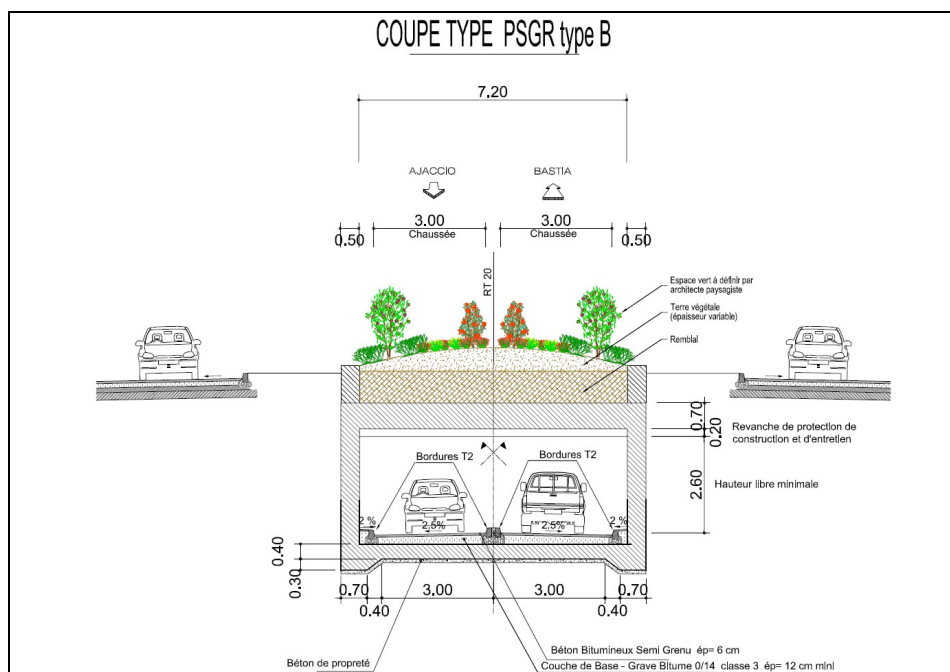 COUPE TYPE PSGR type B
7.20
AJACCIO
BASTIA
3.00
3.00
0.50
Chaussée
Chaussée
0.50
RT 20
Espace vert à définir par
architecte paysagiste
Terre végétale
(épaisseur variable)
Remblai
0.70
0.20
Revanche de protection de
construction et d'entretien
Bordures T2
Bordures T2
2.60
Hauteur libre minimale
2 %
2.5%
2.5%
2 %
0.40
0.30
0.70
3.00
3.00
0.70
0.40
0.40
Béton Bitumineux Semi Grenu ép= 6 cm
Béton de propreté
Couche de Base - Grave Bitume 0/14 classe 3 ép= 12 cm mini